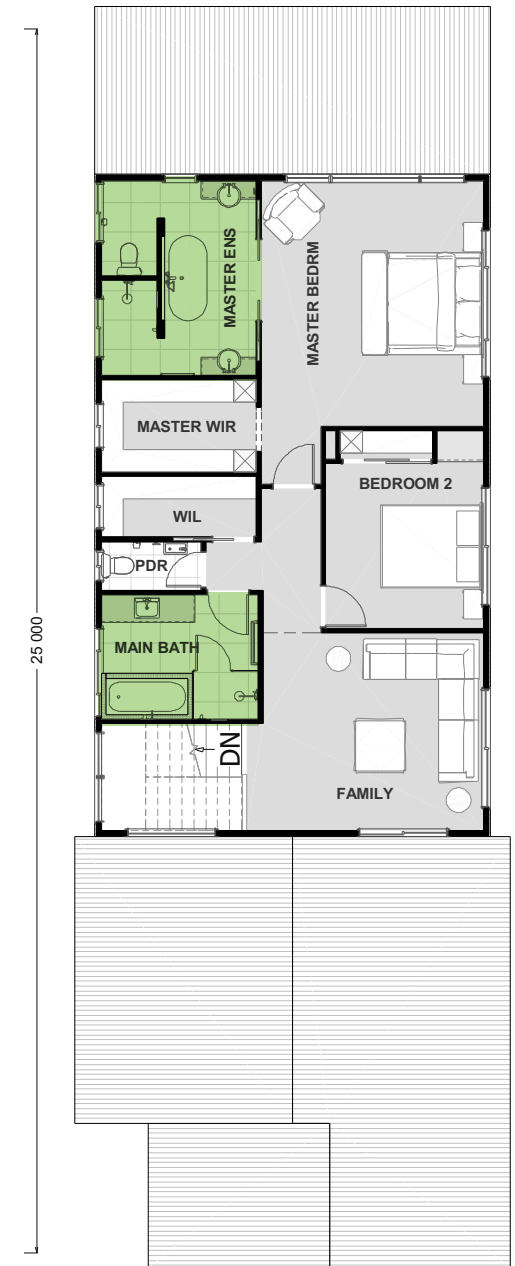 MASTER ENS
MASTER BEDRM
MASTER WIR
BEDROOM 2
WIL
PDR
25 000
MAIN BATH
DN
FAMILY